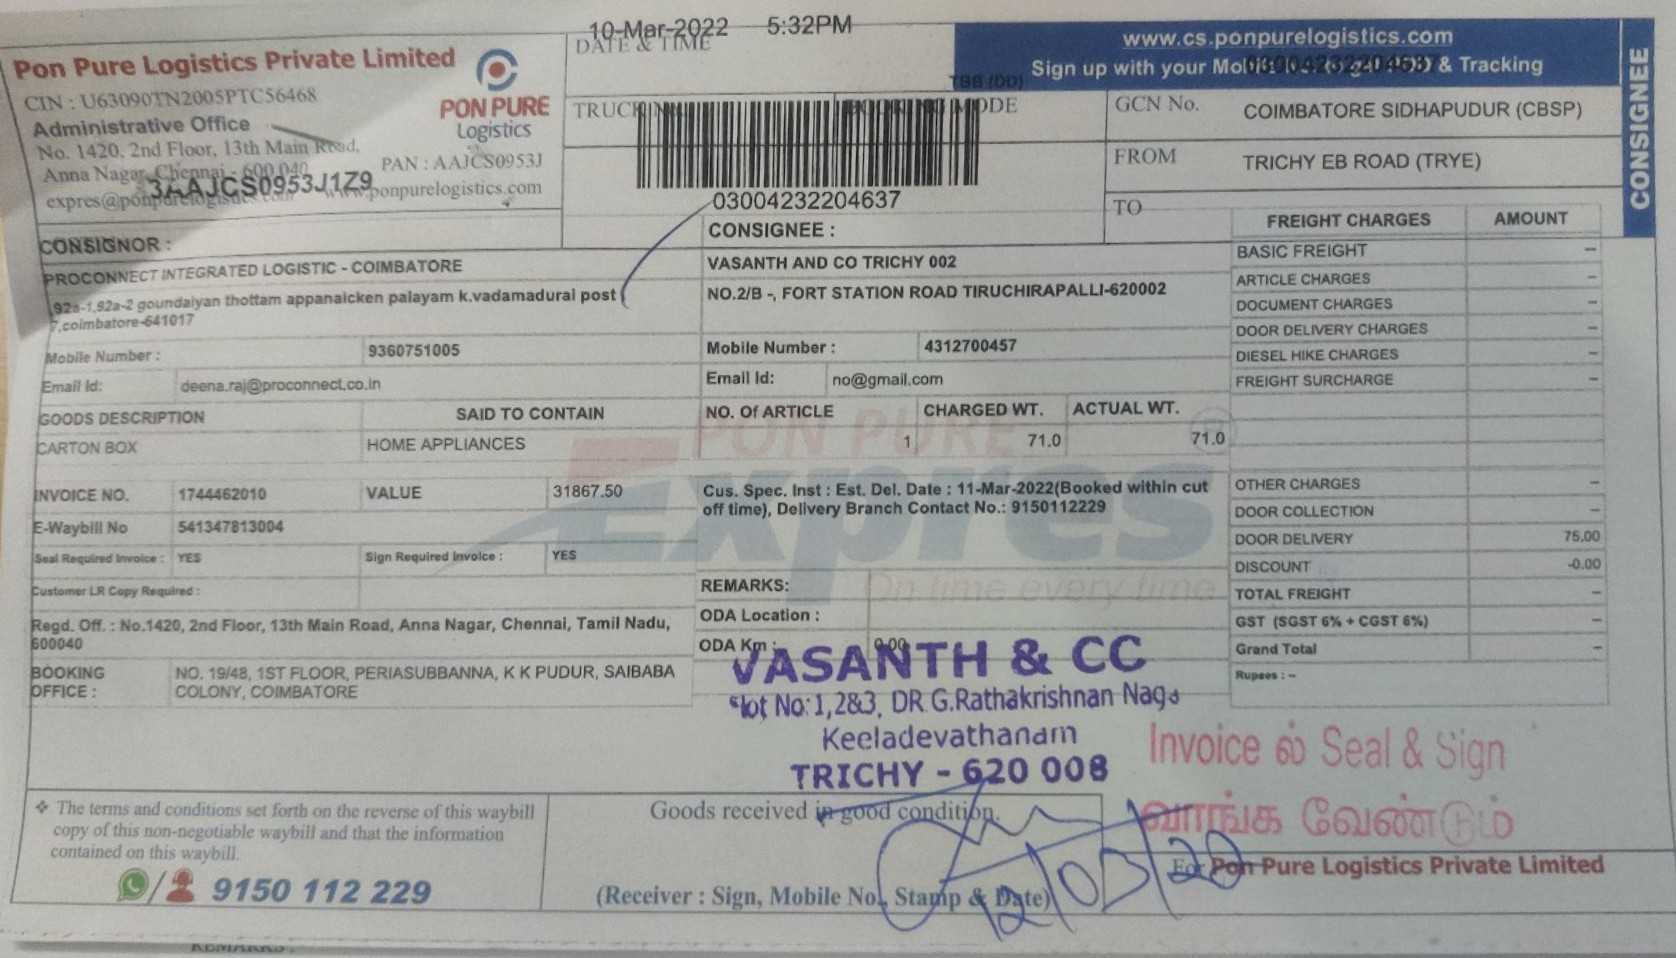 10-Mar-2022 5:32PM
DATE & TIME
Pon Pure Logistics Private Limited
CIN : U63090TN2005PTC56468
Administrative Office
No. 1420, 2nd Floor, 13th Main Road,
Anna Nagar, Chennai - 600 040
PAN : AAJCS0953J
3AAJCS0953J1Z9
www.ponpurelogistics.com
PON PURE
Logistics
TRUCK
MODE
TBB (DD)
03004232204637
www.cs.ponpurelogistics.com
Sign up with your & Tracking
03004232204637
CONSIGNEE
GCN No.
COIMBATORE SIDHAPUDUR (CBSP)
FROM
TRICHY EB ROAD (TRYE)
TO
CONSIGNOR :
PROCONNECT INTEGRATED LOGISTIC - COIMBATORE
,92a-1,92a-2 goundaiyan thottam appanaicken palayam k.vadamadurai post
7,coimbatore-641017
Mobile Number : 9360751005
Email Id: deena.raj@proconnect.co.in
CONSIGNEE :
VASANTH AND CO TRICHY 002
NO.2/B -, FORT STATION ROAD TIRUCHIRAPALLI-620002
Mobile Number : 4312700457
Email Id: no@gmail.com
GOODS DESCRIPTION SAID TO CONTAIN NO. Of ARTICLE CHARGED WT. ACTUAL WT.
CARTON BOX HOME APPLIANCES 1 71.0 71.0
PON PURE
Expres
On time every time
INVOICE NO. 1744462010 VALUE 31867.50
E-Waybill No 541347813004
Seal Required Invoice : YES Sign Required Invoice : YES
Customer LR Copy Required :
Regd. Off. : No.1420, 2nd Floor, 13th Main Road, Anna Nagar, Chennai, Tamil Nadu,
600040
BOOKING NO. 19/48, 1ST FLOOR, PERIASUBBANNA, K K PUDUR, SAIBABA
OFFICE : COLONY, COIMBATORE
Cus. Spec. Inst : Est. Del. Date : 11-Mar-2022(Booked within cut
off time), Delivery Branch Contact No.: 9150112229
REMARKS:
ODA Location :
ODA Km : 0.00
FREIGHT CHARGES AMOUNT
BASIC FREIGHT –
ARTICLE CHARGES –
DOCUMENT CHARGES –
DOOR DELIVERY CHARGES –
DIESEL HIKE CHARGES –
FREIGHT SURCHARGE –
OTHER CHARGES –
DOOR COLLECTION –
DOOR DELIVERY 75.00
DISCOUNT -0.00
TOTAL FREIGHT –
GST (SGST 6% + CGST 6%) –
Grand Total –
Rupees : –
VASANTH & CC
No:1,2&3, DR.G.Rathakrishnan Naga
Keeladevathanam
TRICHY - 620 008
Invoice ல் Seal & Sign
வாங்க வேண்டும்
❖ The terms and conditions set forth on the reverse of this waybill
copy of this non-negotiable waybill and that the information
contained on this waybill.
9150 112 229
Goods received in good condition.
(Receiver : Sign, Mobile No., Stamp & Date)
12/03/20
For Pon Pure Logistics Private Limited